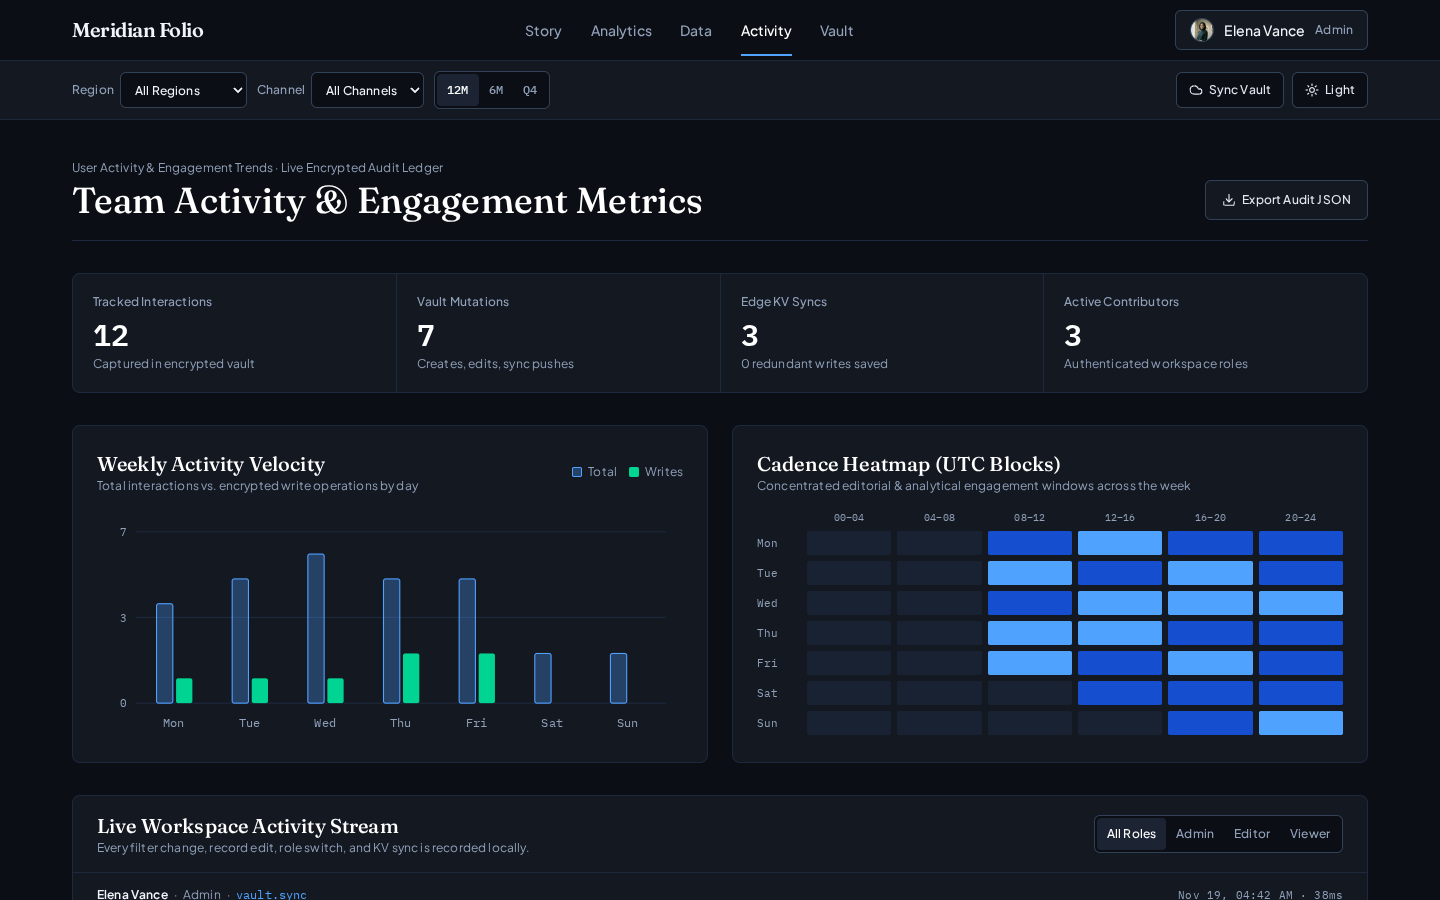 Meridian Folio
Story Analytics Data Activity Vault
Elena Vance Admin
Region All Regions Channel All Channels 12M 6M Q4
Sync Vault Light
User Activity & Engagement Trends · Live Encrypted Audit Ledger
Team Activity & Engagement Metrics
Export Audit JSON
Tracked Interactions
12
Captured in encrypted vault
Vault Mutations
7
Creates, edits, sync pushes
Edge KV Syncs
3
0 redundant writes saved
Active Contributors
3
Authenticated workspace roles
Weekly Activity Velocity
Total interactions vs. encrypted write operations by day
Total Writes
7
3
0
Mon Tue Wed Thu Fri Sat Sun
Cadence Heatmap (UTC Blocks)
Concentrated editorial & analytical engagement windows across the week
00–04 04–08 08–12 12–16 16–20 20–24
Mon
Tue
Wed
Thu
Fri
Sat
Sun
Live Workspace Activity Stream
Every filter change, record edit, role switch, and KV sync is recorded locally.
All Roles Admin Editor Viewer
Elena Vance · Admin · vault.sync
Nov 19, 04:42 AM · 38ms